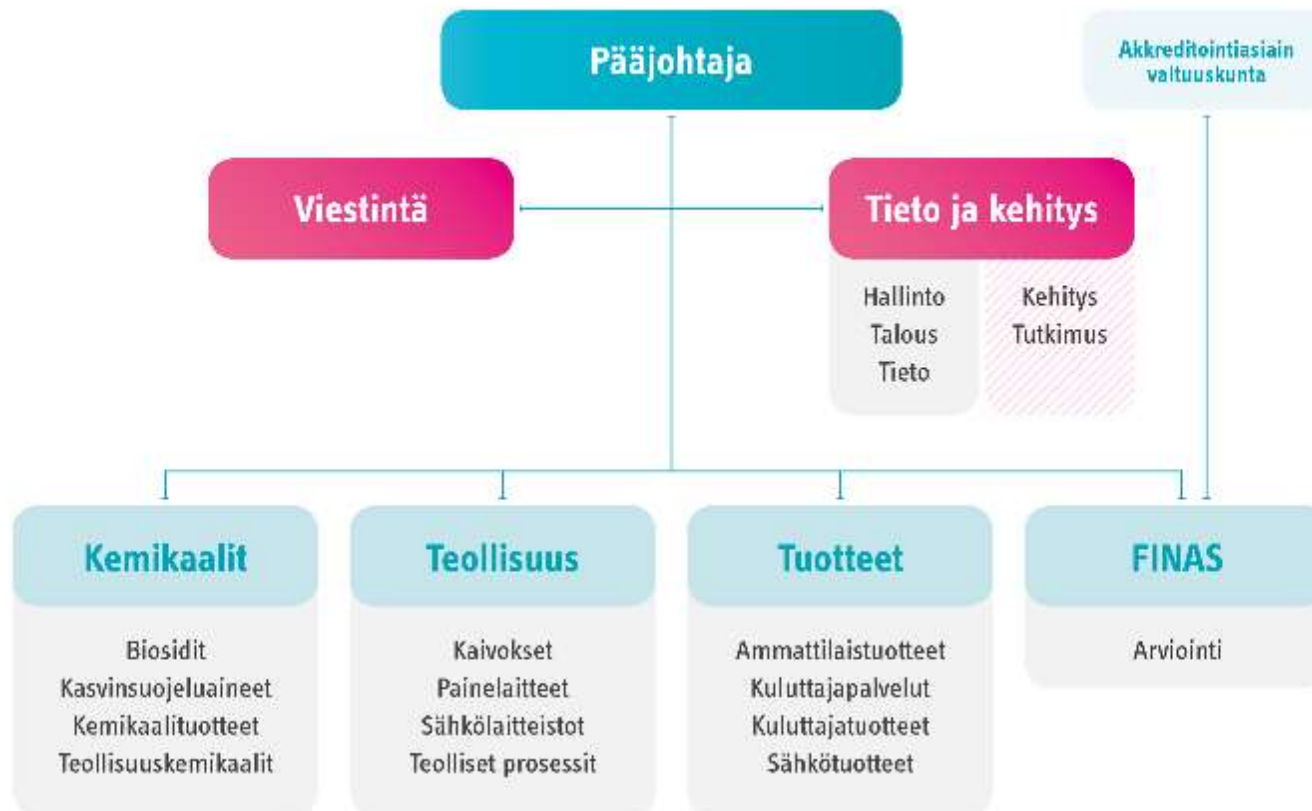 Pääjohtaja
Akkreditointiasiain
valtuuskunta
Viestintä
Tieto ja kehitys
Hallinto
Talous
Tieto
Kehitys
Tutkimus
Kemikaalit
Biosidit
Kasvinsuojeluaineet
Kemikaalituotteet
Teollisuuskemikaalit
Teollisuus
Kaivokset
Painelaitteet
Sähkölaitteistot
Teolliset prosessit
Tuotteet
Ammattilaistuotteet
Kuluttajapalvelut
Kuluttajatuotteet
Sähkötuotteet
FINAS
Arviointi